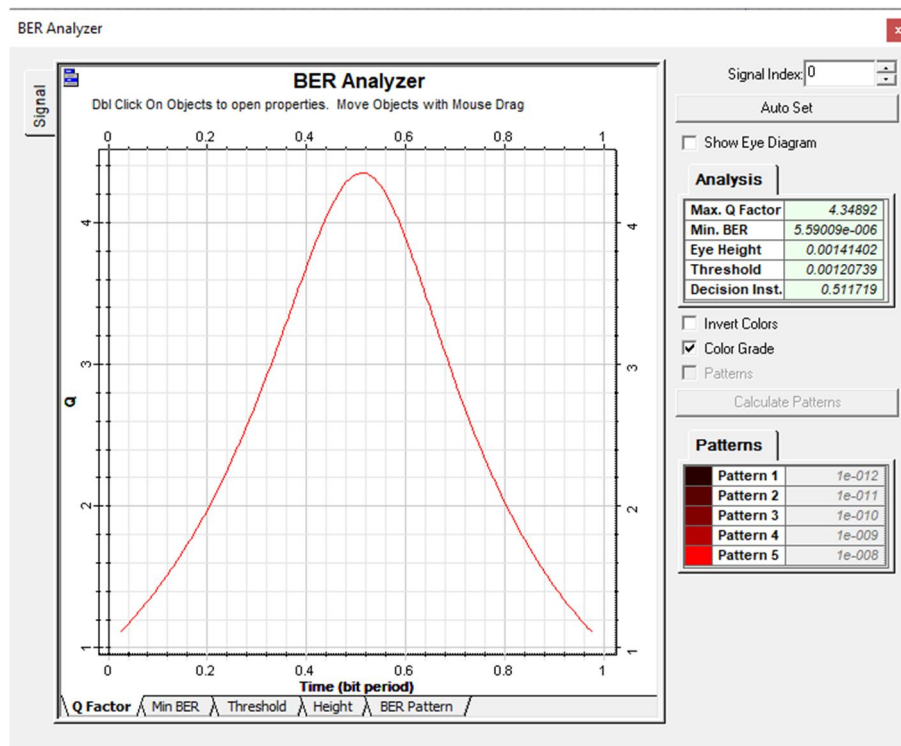 BER Analyzer
x
Signal
BER Analyzer
Dbl Click On Objects to open properties. Move Objects with Mouse Drag
0 0.2 0.4 0.6 0.8 1
4 4
3 3
Q
2 2
1 1
0 0.2 0.4 0.6 0.8 1
Time (bit period)
Q Factor Min BER Threshold Height BER Pattern
Signal Index: 0
Auto Set
Show Eye Diagram
Analysis
Max. Q Factor 4.34892
Min. BER 5.59009e-006
Eye Height 0.00141402
Threshold 0.00120739
Decision Inst. 0.511719
Invert Colors
Color Grade
Patterns
Calculate Patterns
Patterns
Pattern 1 1e-012
Pattern 2 1e-011
Pattern 3 1e-010
Pattern 4 1e-009
Pattern 5 1e-008